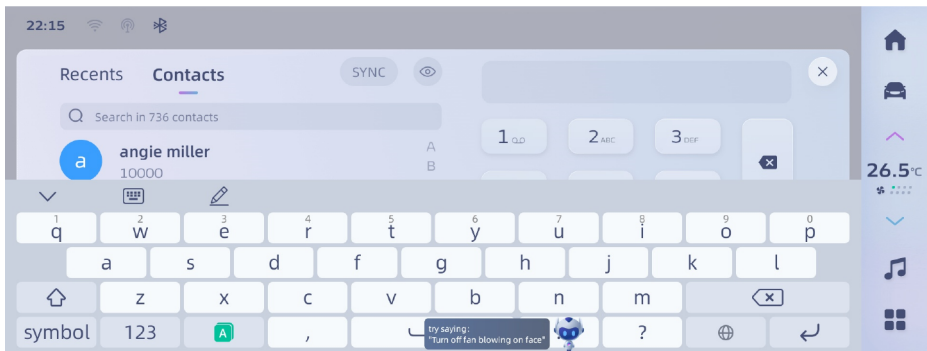 22:15
Recents Contacts SYNC
Search in 736 contacts
angie miller
10000
A
B
1
2 ABC
3 DEF
26.5°C
1 2 3 4 5 6 7 8 9 0
q w e r t y u i o p
a s d f g h j k l
z x c v b n m
symbol 123 A , ?
try saying:
"Turn off fan blowing on face"